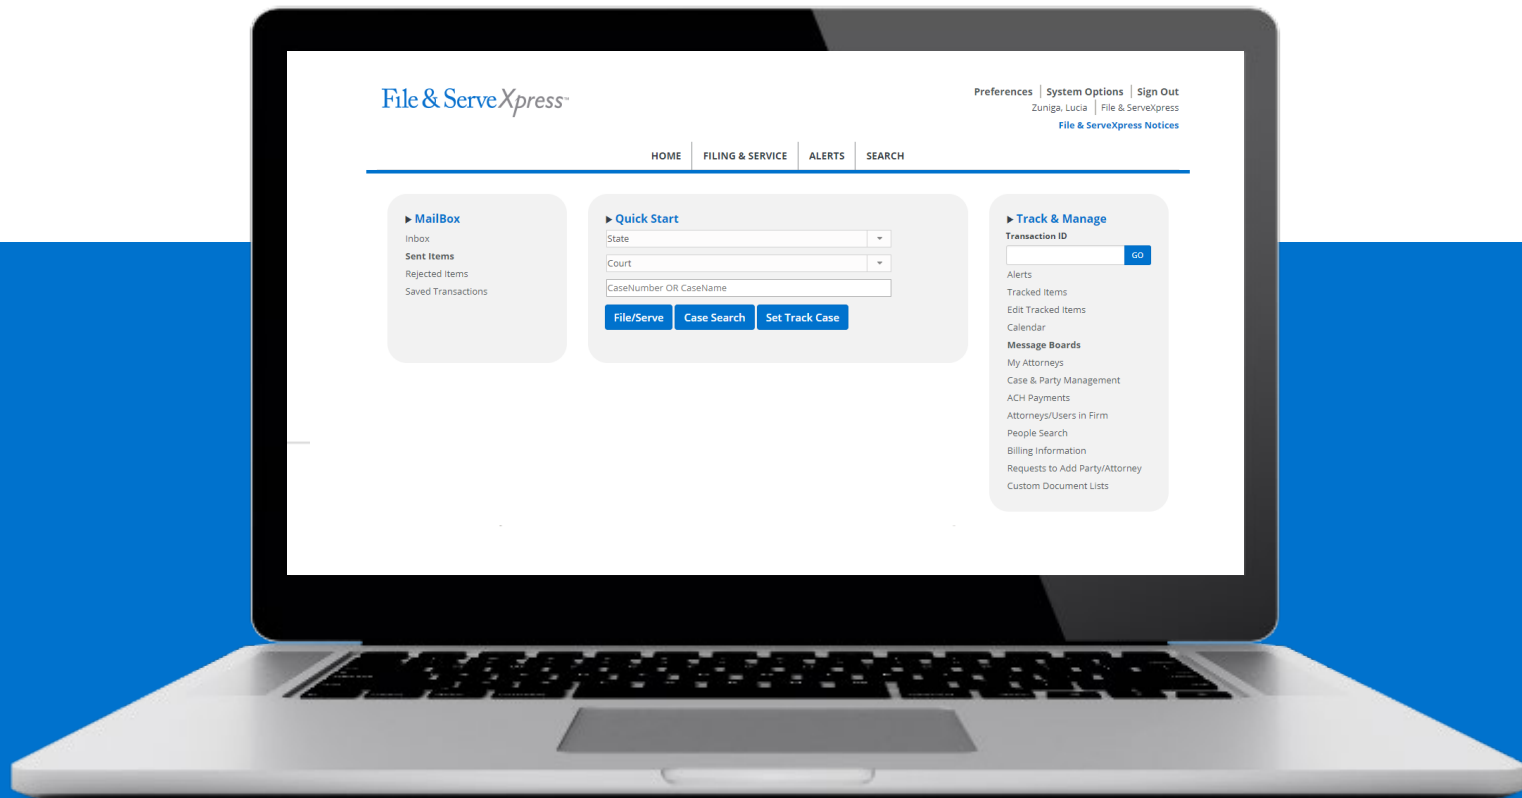 File & ServeXpress™
Preferences | System Options | Sign Out
Zuniga, Lucia | File & ServeXpress
File & ServeXpress Notices
HOME | FILING & SERVICE | ALERTS | SEARCH
MailBox
Inbox
Sent Items
Rejected Items
Saved Transactions
Quick Start
State
Court
CaseNumber OR CaseName
File/Serve Case Search Set Track Case
Track & Manage
Transaction ID
GO
Alerts
Tracked Items
Edit Tracked Items
Calendar
Message Boards
My Attorneys
Case & Party Management
ACH Payments
Attorneys/Users in Firm
People Search
Billing Information
Requests to Add Party/Attorney
Custom Document Lists